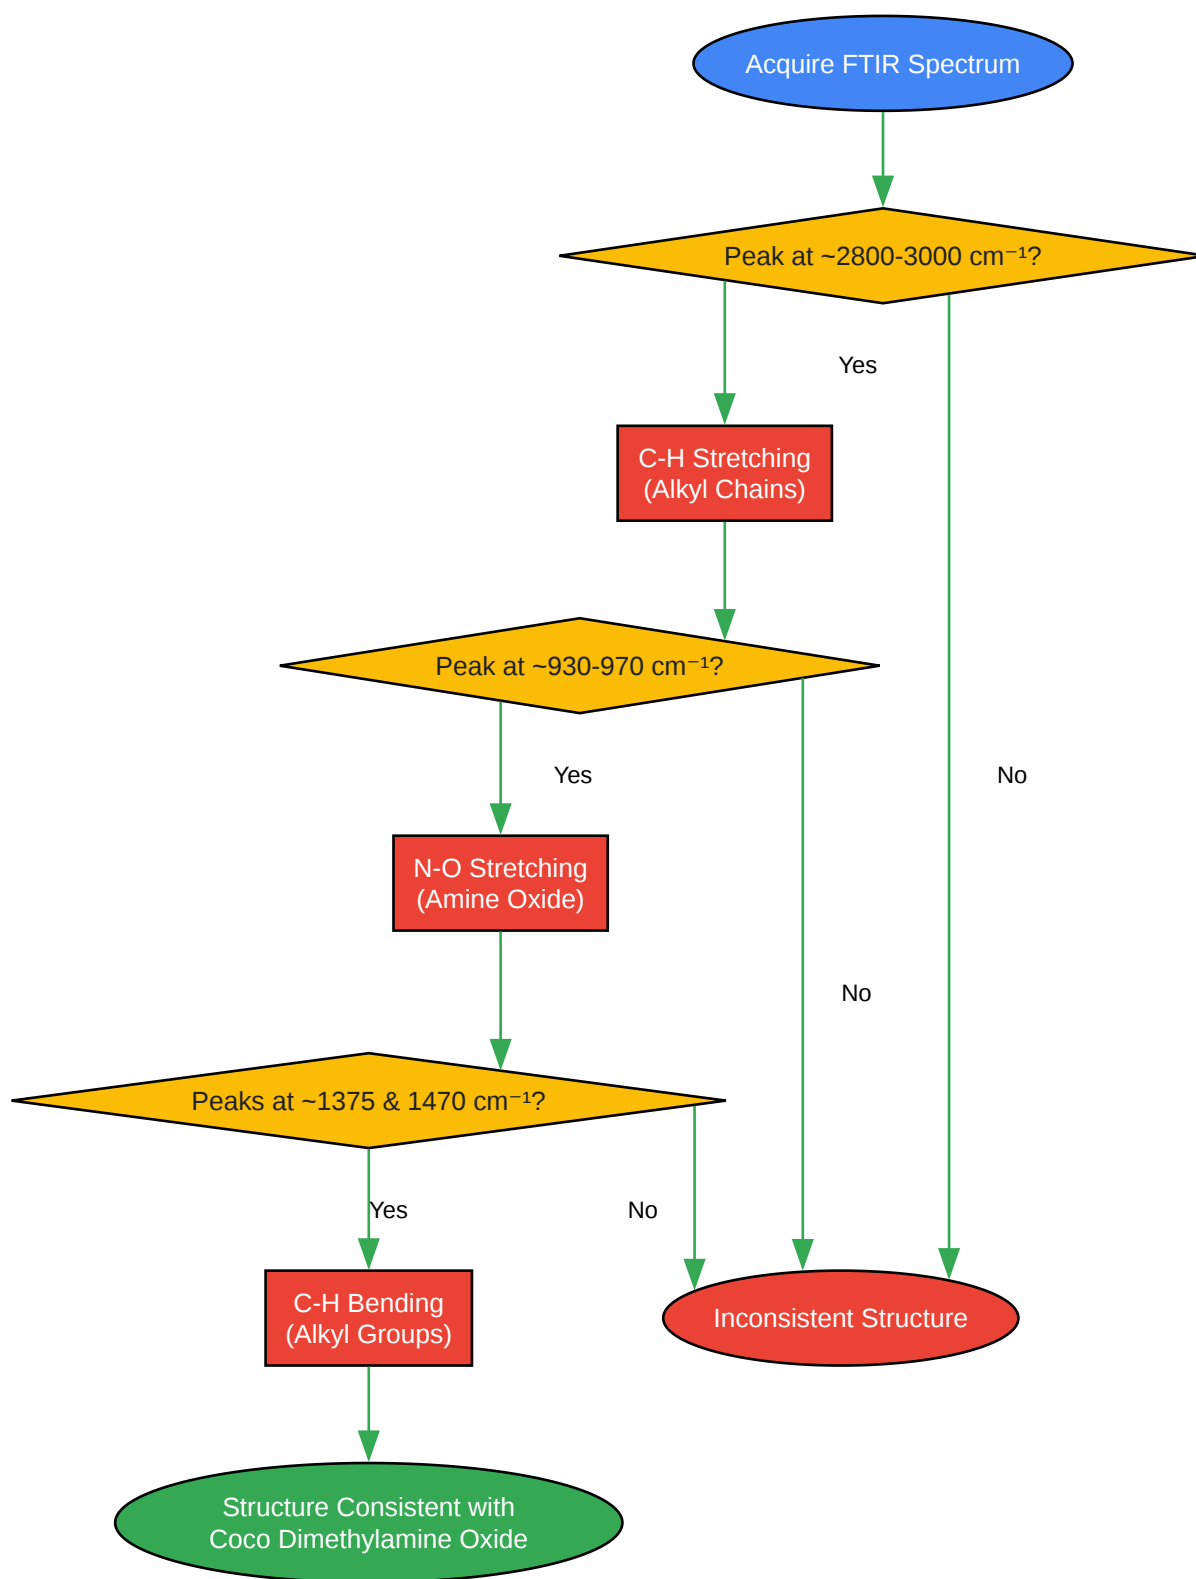 Acquire FTIR Spectrum
Peak at ~2800-3000 cm⁻¹?
Yes
C-H Stretching
(Alkyl Chains)
Peak at ~930-970 cm⁻¹?
Yes
No
N-O Stretching
(Amine Oxide)
No
Peaks at ~1375 & 1470 cm⁻¹?
Yes
No
C-H Bending
(Alkyl Groups)
Inconsistent Structure
Structure Consistent with
Coco Dimethylamine Oxide